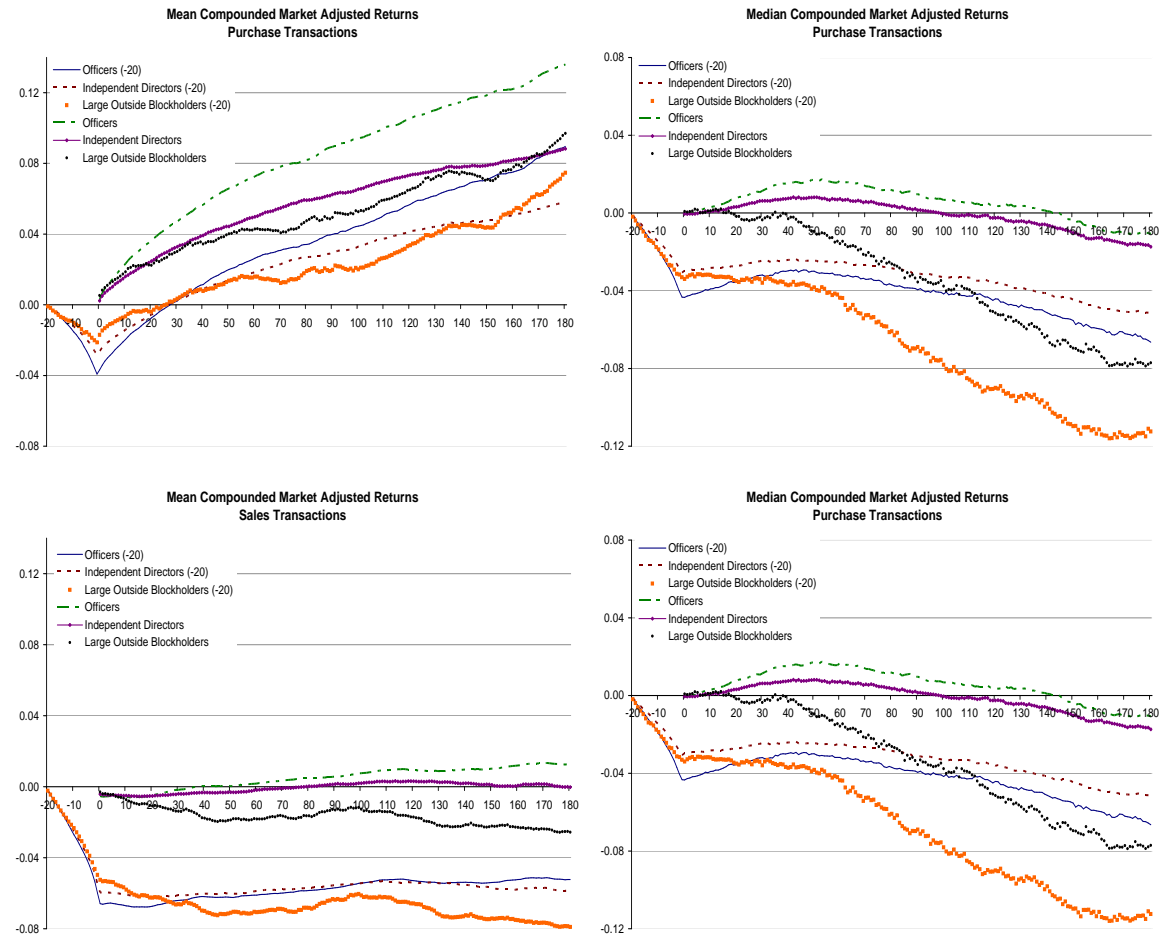 Mean Compounded Market Adjusted Returns
Purchase Transactions
Officers (-20)
Independent Directors (-20)
Large Outside Blockholders (-20)
Officers
Independent Directors
Large Outside Blockholders
0.12
0.08
0.04
0.00
-0.04
-0.08
-20 -10 0 10 20 30 40 50 60 70 80 90 100 110 120 130 140 150 160 170 180
Median Compounded Market Adjusted Returns
Purchase Transactions
Officers (-20)
Independent Directors (-20)
Large Outside Blockholders (-20)
Officers
Independent Directors
Large Outside Blockholders
0.08
0.04
0.00
-0.04
-0.08
-0.12
-20 -10 0 10 20 30 40 50 60 70 80 90 100 110 120 130 140 150 160 170 180
Mean Compounded Market Adjusted Returns
Sales Transactions
Officers (-20)
Independent Directors (-20)
Large Outside Blockholders (-20)
Officers
Independent Directors
Large Outside Blockholders
0.12
0.08
0.04
0.00
-0.04
-0.08
-20 -10 0 10 20 30 40 50 60 70 80 90 100 110 120 130 140 150 160 170 180
Median Compounded Market Adjusted Returns
Purchase Transactions
Officers (-20)
Independent Directors (-20)
Large Outside Blockholders (-20)
Officers
Independent Directors
Large Outside Blockholders
0.08
0.04
0.00
-0.04
-0.08
-0.12
-20 -10 0 10 20 30 40 50 60 70 80 90 100 110 120 130 140 150 160 170 180